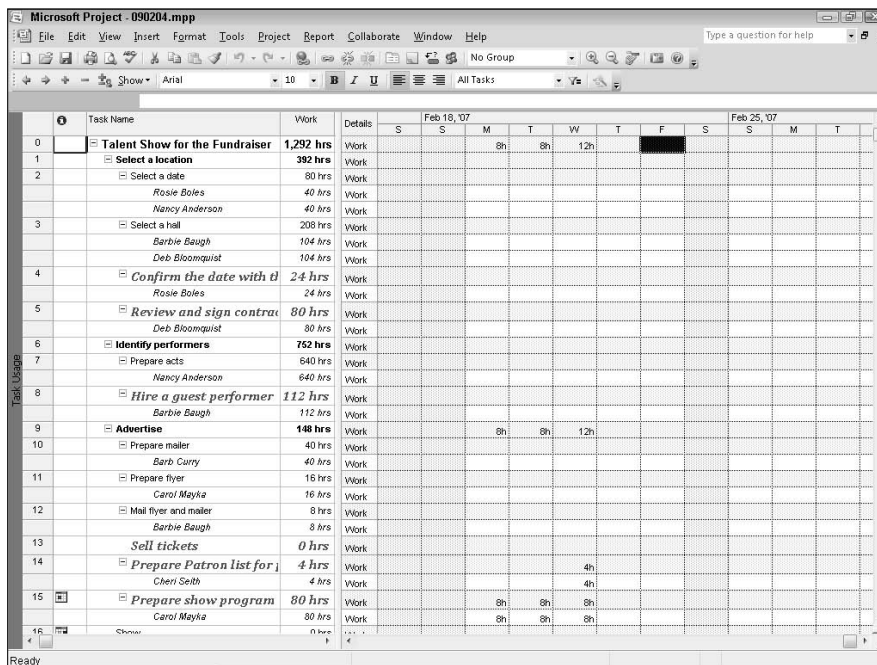 Microsoft Project - 090204.mpp
File Edit View Insert Format Tools Project Report Collaborate Window Help Type a question for help
No Group
Show Arial 10 B I U All Tasks
Task Name Work Details Feb 18, '07 Feb 25, '07
S S M T W T F S S M T
0 Talent Show for the Fundraiser 1,292 hrs Work 8h 8h 12h
1 Select a location 392 hrs Work
2 Select a date 80 hrs Work
Rosie Boles 40 hrs Work
Nancy Anderson 40 hrs Work
3 Select a hall 208 hrs Work
Barbie Baugh 104 hrs Work
Deb Bloomquist 104 hrs Work
4 Confirm the date with th 24 hrs Work
Rosie Boles 24 hrs Work
5 Review and sign contrac 80 hrs Work
Deb Bloomquist 80 hrs Work
6 Identify performers 752 hrs Work
7 Prepare acts 640 hrs Work
Nancy Anderson 640 hrs Work
8 Hire a guest performer 112 hrs Work
Barbie Baugh 112 hrs Work
9 Advertise 148 hrs Work 8h 8h 12h
10 Prepare mailer 40 hrs Work
Barb Curry 40 hrs Work
11 Prepare flyer 16 hrs Work
Carol Mayka 16 hrs Work
12 Mail flyer and mailer 8 hrs Work
Barbie Baugh 8 hrs Work
13 Sell tickets 0 hrs Work
14 Prepare Patron list for 4 hrs Work 4h
Cheri Seith 4 hrs Work 4h
15 Prepare show program 80 hrs Work 8h 8h 8h
Carol Mayka 80 hrs Work 8h 8h 8h
16 Show 0 hrs
Task Usage
Ready